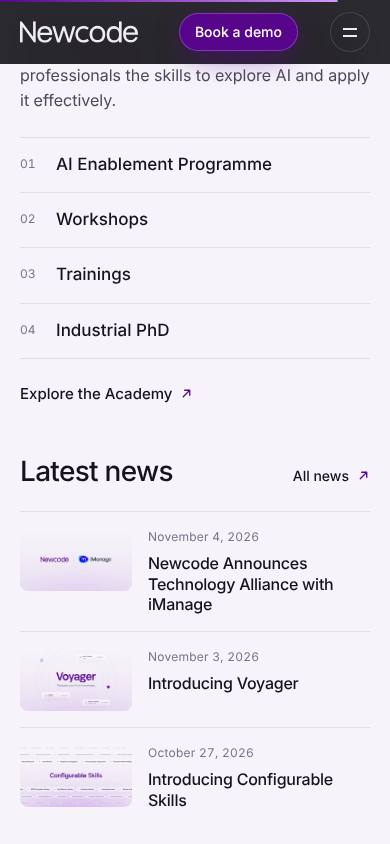 Newcode
Book a demo
professionals the skills to explore AI and apply
it effectively.
01 AI Enablement Programme
02 Workshops
03 Trainings
04 Industrial PhD
Explore the Academy
Latest news
All news
Newcode iManage
November 4, 2026
Newcode Announces
Technology Alliance with
iManage
Voyager
November 3, 2026
Introducing Voyager
Configurable Skills
October 27, 2026
Introducing Configurable
Skills